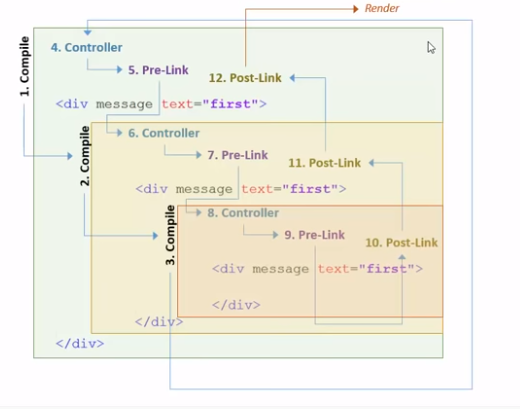 Render
1. Compile
4. Controller
5. Pre-Link
12. Post-Link
<div message text="first">
2. Compile
6. Controller
7. Pre-Link
11. Post-Link
<div message text="first">
3. Compile
8. Controller
9. Pre-Link
10. Post-Link
<div message text="first">
</div>
</div>
</div>